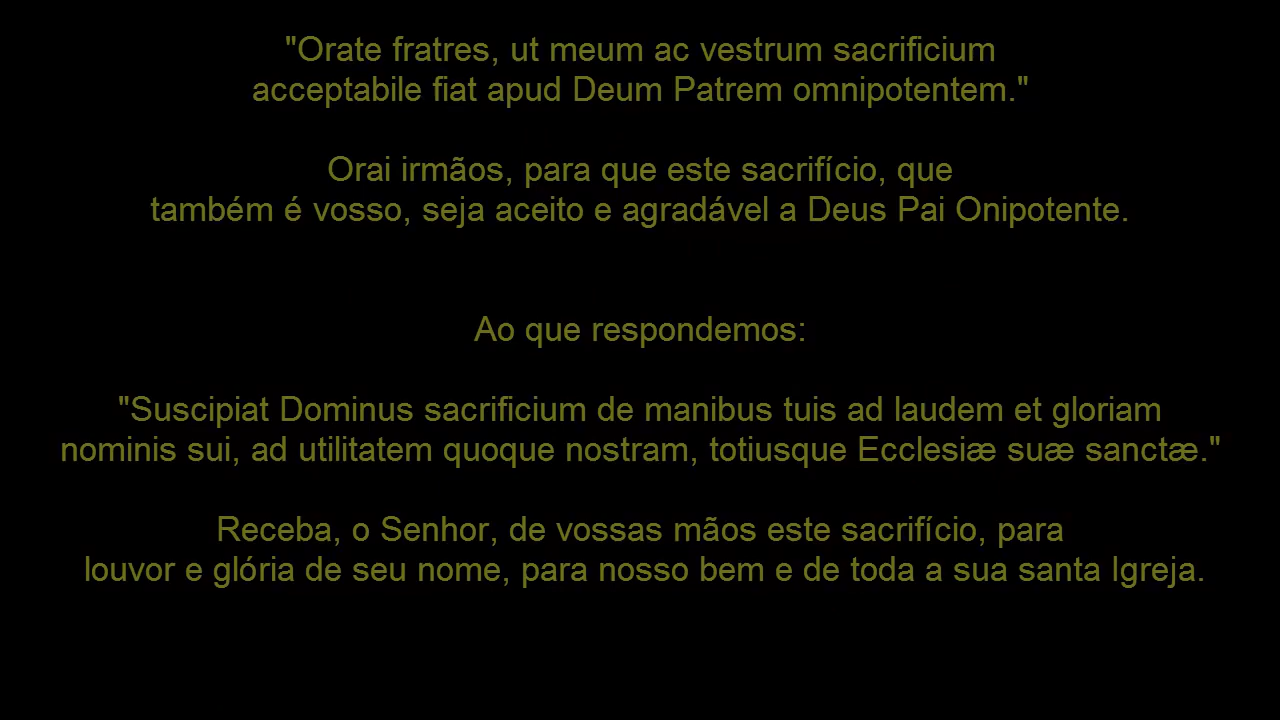 "Orate fratres, ut meum ac vestrum sacrificium
acceptabile fiat apud Deum Patrem omnipotentem."
Orai irmãos, para que este sacrifício, que
também é vosso, seja aceito e agradável a Deus Pai Onipotente.
Ao que respondemos:
"Suscipiat Dominus sacrificium de manibus tuis ad laudem et gloriam
nominis sui, ad utilitatem quoque nostram, totiusque Ecclesiæ suæ sanctæ."
Receba, o Senhor, de vossas mãos este sacrifício, para
louvor e glória de seu nome, para nosso bem e de toda a sua santa Igreja.